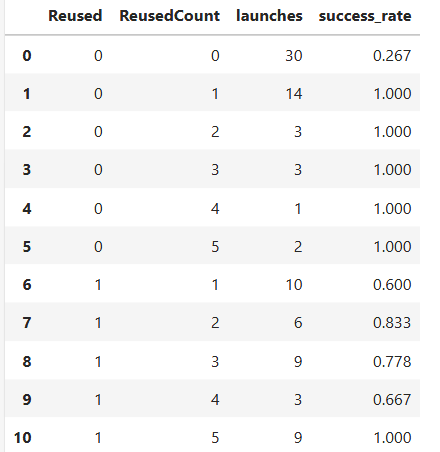 Reused ReusedCount launches success_rate
0 0 0 30 0.267
1 0 1 14 1.000
2 0 2 3 1.000
3 0 3 3 1.000
4 0 4 1 1.000
5 0 5 2 1.000
6 1 1 10 0.600
7 1 2 6 0.833
8 1 3 9 0.778
9 1 4 3 0.667
10 1 5 9 1.000